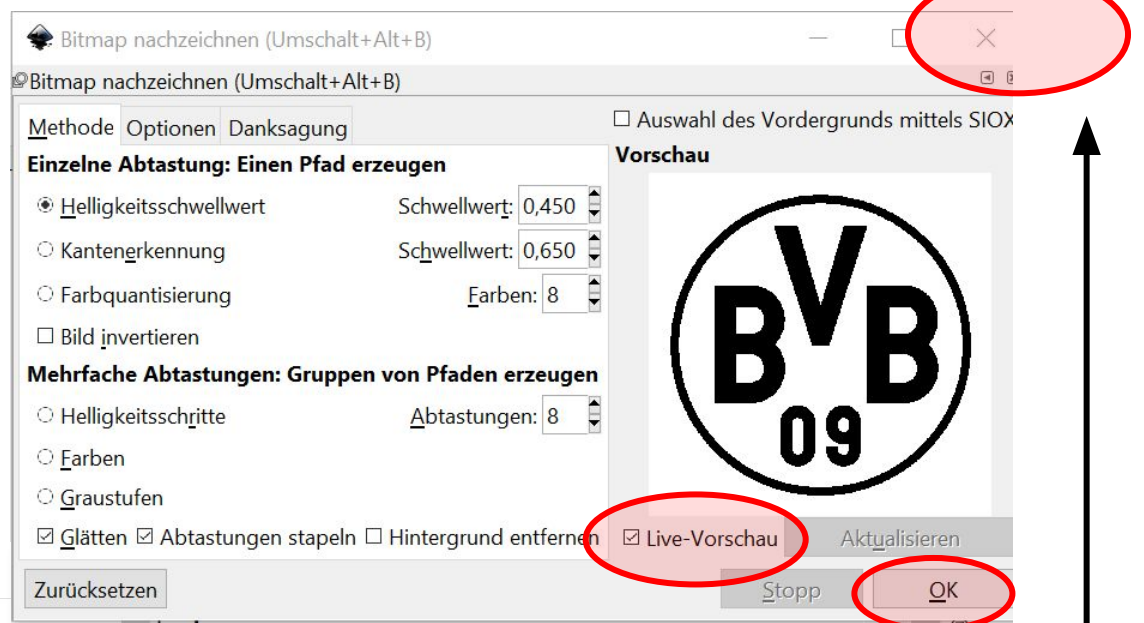 Bitmap nachzeichnen (Umschalt+Alt+B)
Bitmap nachzeichnen (Umschalt+Alt+B)
Methode Optionen Danksagung
Auswahl des Vordergrunds mittels SIOX
Einzelne Abtastung: Einen Pfad erzeugen
Vorschau
Helligkeitsschwellwert Schwellwert: 0,450
Kantenerkennung Schwellwert: 0,650
Farbquantisierung Farben: 8
Bild invertieren
Mehrfache Abtastungen: Gruppen von Pfaden erzeugen
Helligkeitsschritte Abtastungen: 8
Farben
Graustufen
Glätten Abtastungen stapeln Hintergrund entfernen
BVB
09
Live-Vorschau Aktualisieren
Zurücksetzen Stopp OK